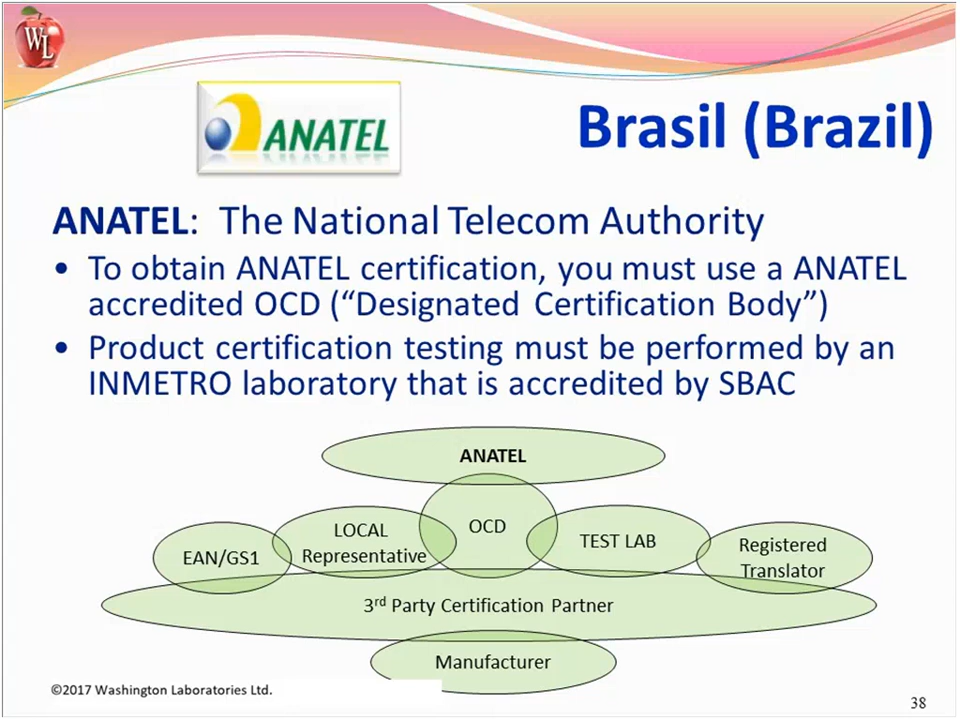 WL
ANATEL
Brasil (Brazil)
ANATEL: The National Telecom Authority
• To obtain ANATEL certification, you must use a ANATEL
accredited OCD (“Designated Certification Body”)
• Product certification testing must be performed by an
INMETRO laboratory that is accredited by SBAC
ANATEL
OCD
LOCAL
Representative
TEST LAB
EAN/GS1
Registered
Translator
3rd Party Certification Partner
Manufacturer
©2017 Washington Laboratories Ltd.
38